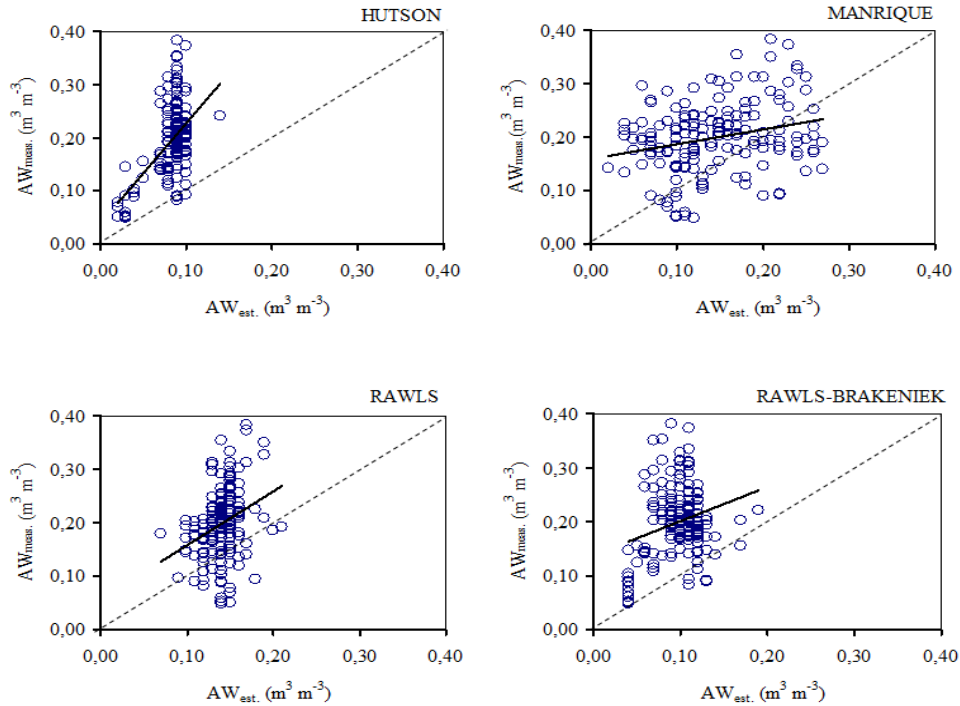 HUTSON
0,40
0,30
0,20
0,10
0,00
AWmeas. (m³ m⁻³)
0,00 0,10 0,20 0,30 0,40
AWest. (m³ m⁻³)
MANRIQUE
0,40
0,30
0,20
0,10
0,00
AWmeas.(m³ m⁻³)
0,00 0,10 0,20 0,30 0,40
AWest. (m³ m⁻³)
RAWLS
0,40
0,30
0,20
0,10
0,00
AWmeas. (m³ m⁻³)
0,00 0,10 0,20 0,30 0,40
AWest. (m³ m⁻³)
RAWLS-BRAKENIEK
0,40
0,30
0,20
0,10
0,00
AWmeas. (m³ m⁻³)
0,00 0,10 0,20 0,30 0,40
AWest. (m³ m⁻³)